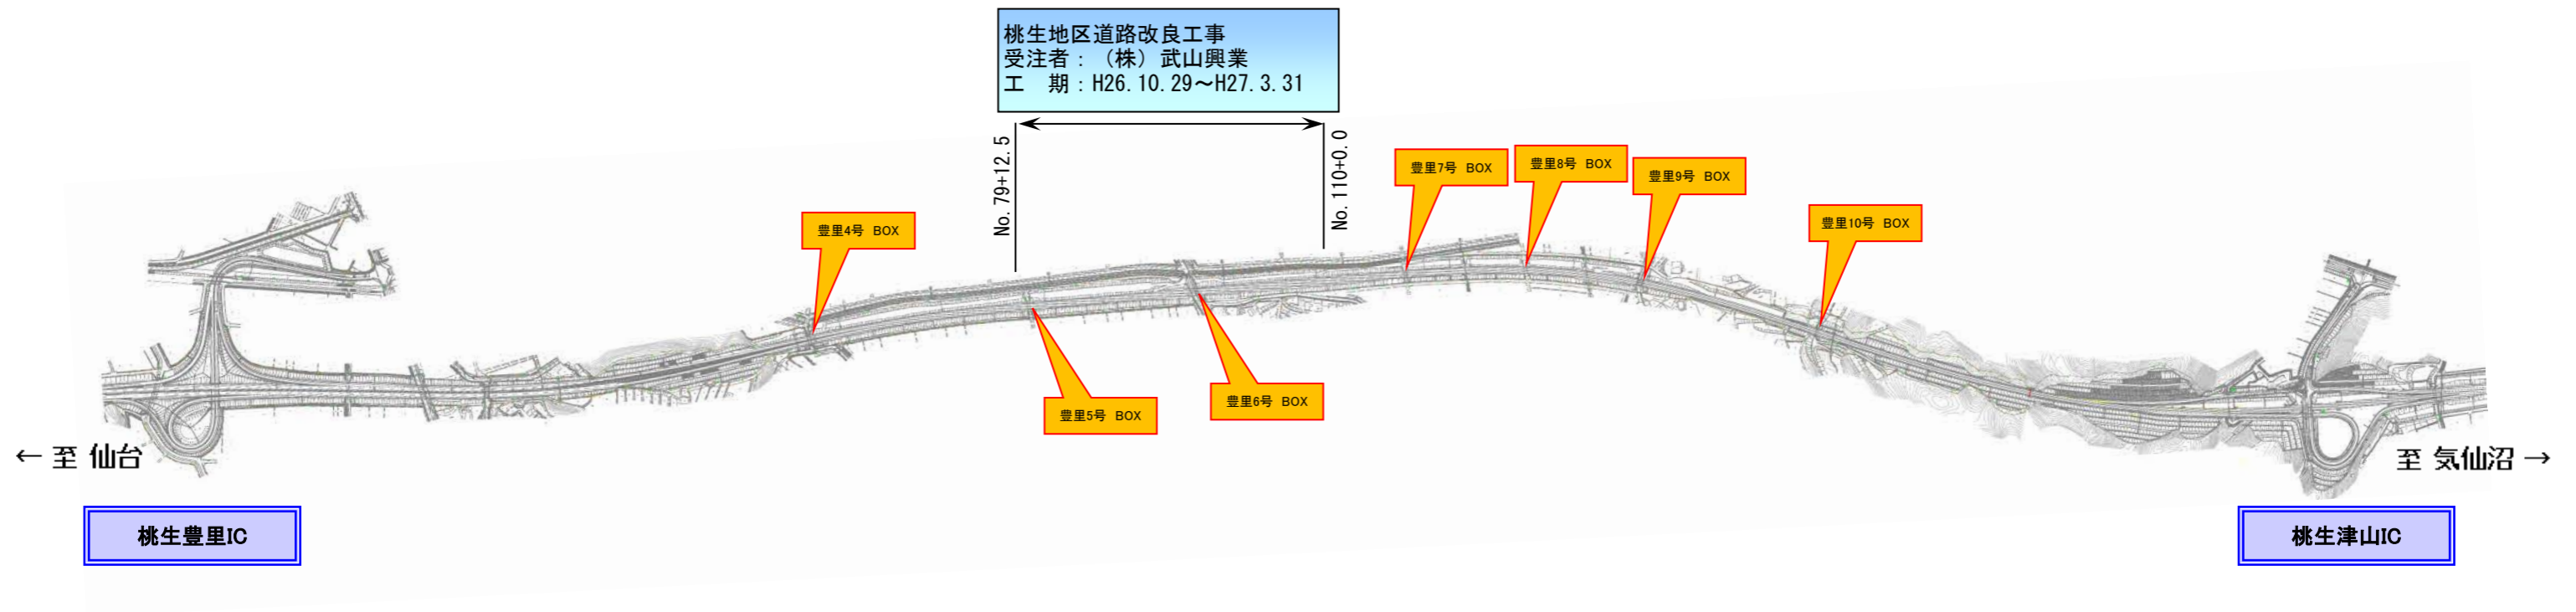 桃生地区道路改良工事
受注者：（株）武山興業
工　期：H26.10.29～H27.3.31
No.79+12.5
No.110+0.0
豊里4号 BOX
豊里5号 BOX
豊里6号 BOX
豊里7号 BOX
豊里8号 BOX
豊里9号 BOX
豊里10号 BOX
← 至 仙台
至 気仙沼 →
桃生豊里IC
桃生津山IC